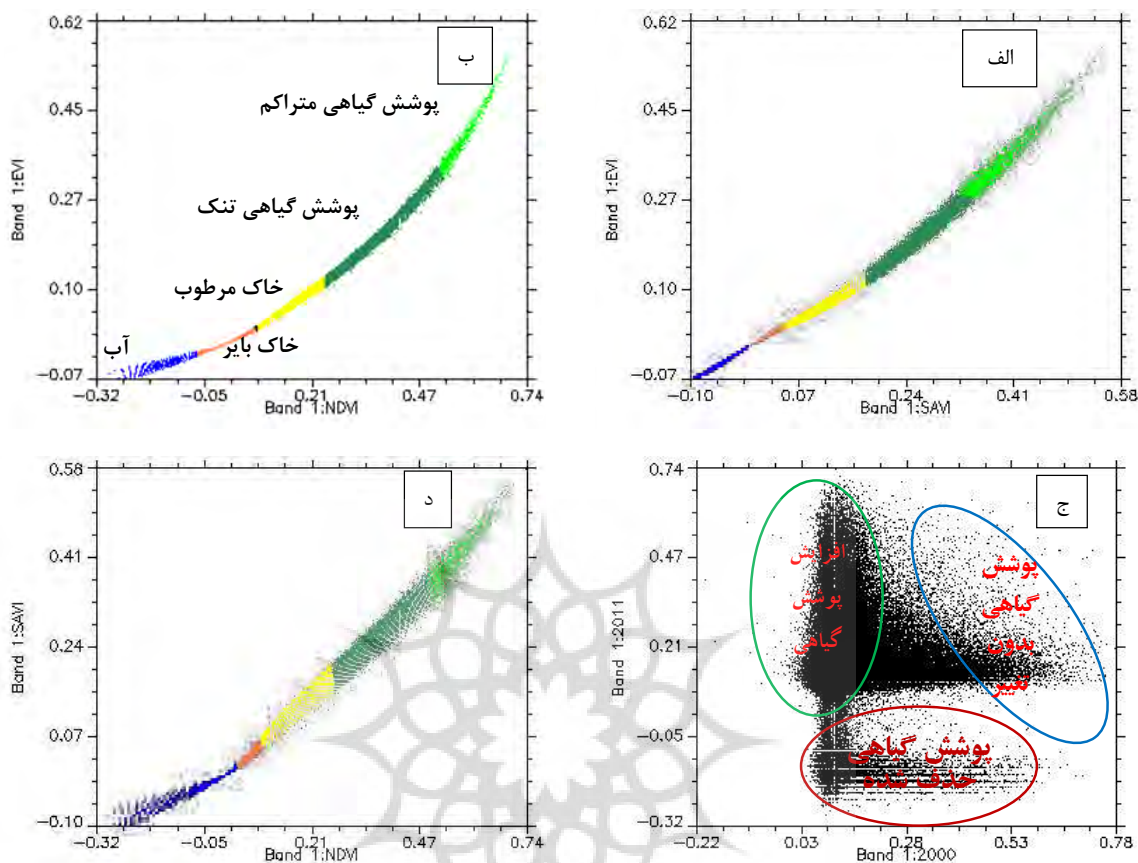 الف
0.62
0.45
0.27
0.10
−0.07
Band 1:EVI
−0.10
0.07
0.24
0.41
0.58
Band 1:SAVI
ب
0.62
0.45
0.27
0.10
−0.07
Band 1:EVI
پوشش گیاهی متراکم
پوشش گیاهی تنک
خاک مرطوب
خاک بایر
آب
−0.32
−0.05
0.21
0.47
0.74
Band 1:NDVI
ج
0.74
0.47
0.21
−0.05
−0.32
Band 1:2011
افزایش
پوشش
گیاهی
پوشش
گیاهی
بدون
تغییر
پوشش گیاهی
حذف شده
−0.22
0.03
0.28
0.53
0.78
Band 1:2000
د
0.58
0.41
0.24
0.07
−0.10
Band 1:SAVI
−0.32
−0.05
0.21
0.47
0.74
Band 1:NDVI